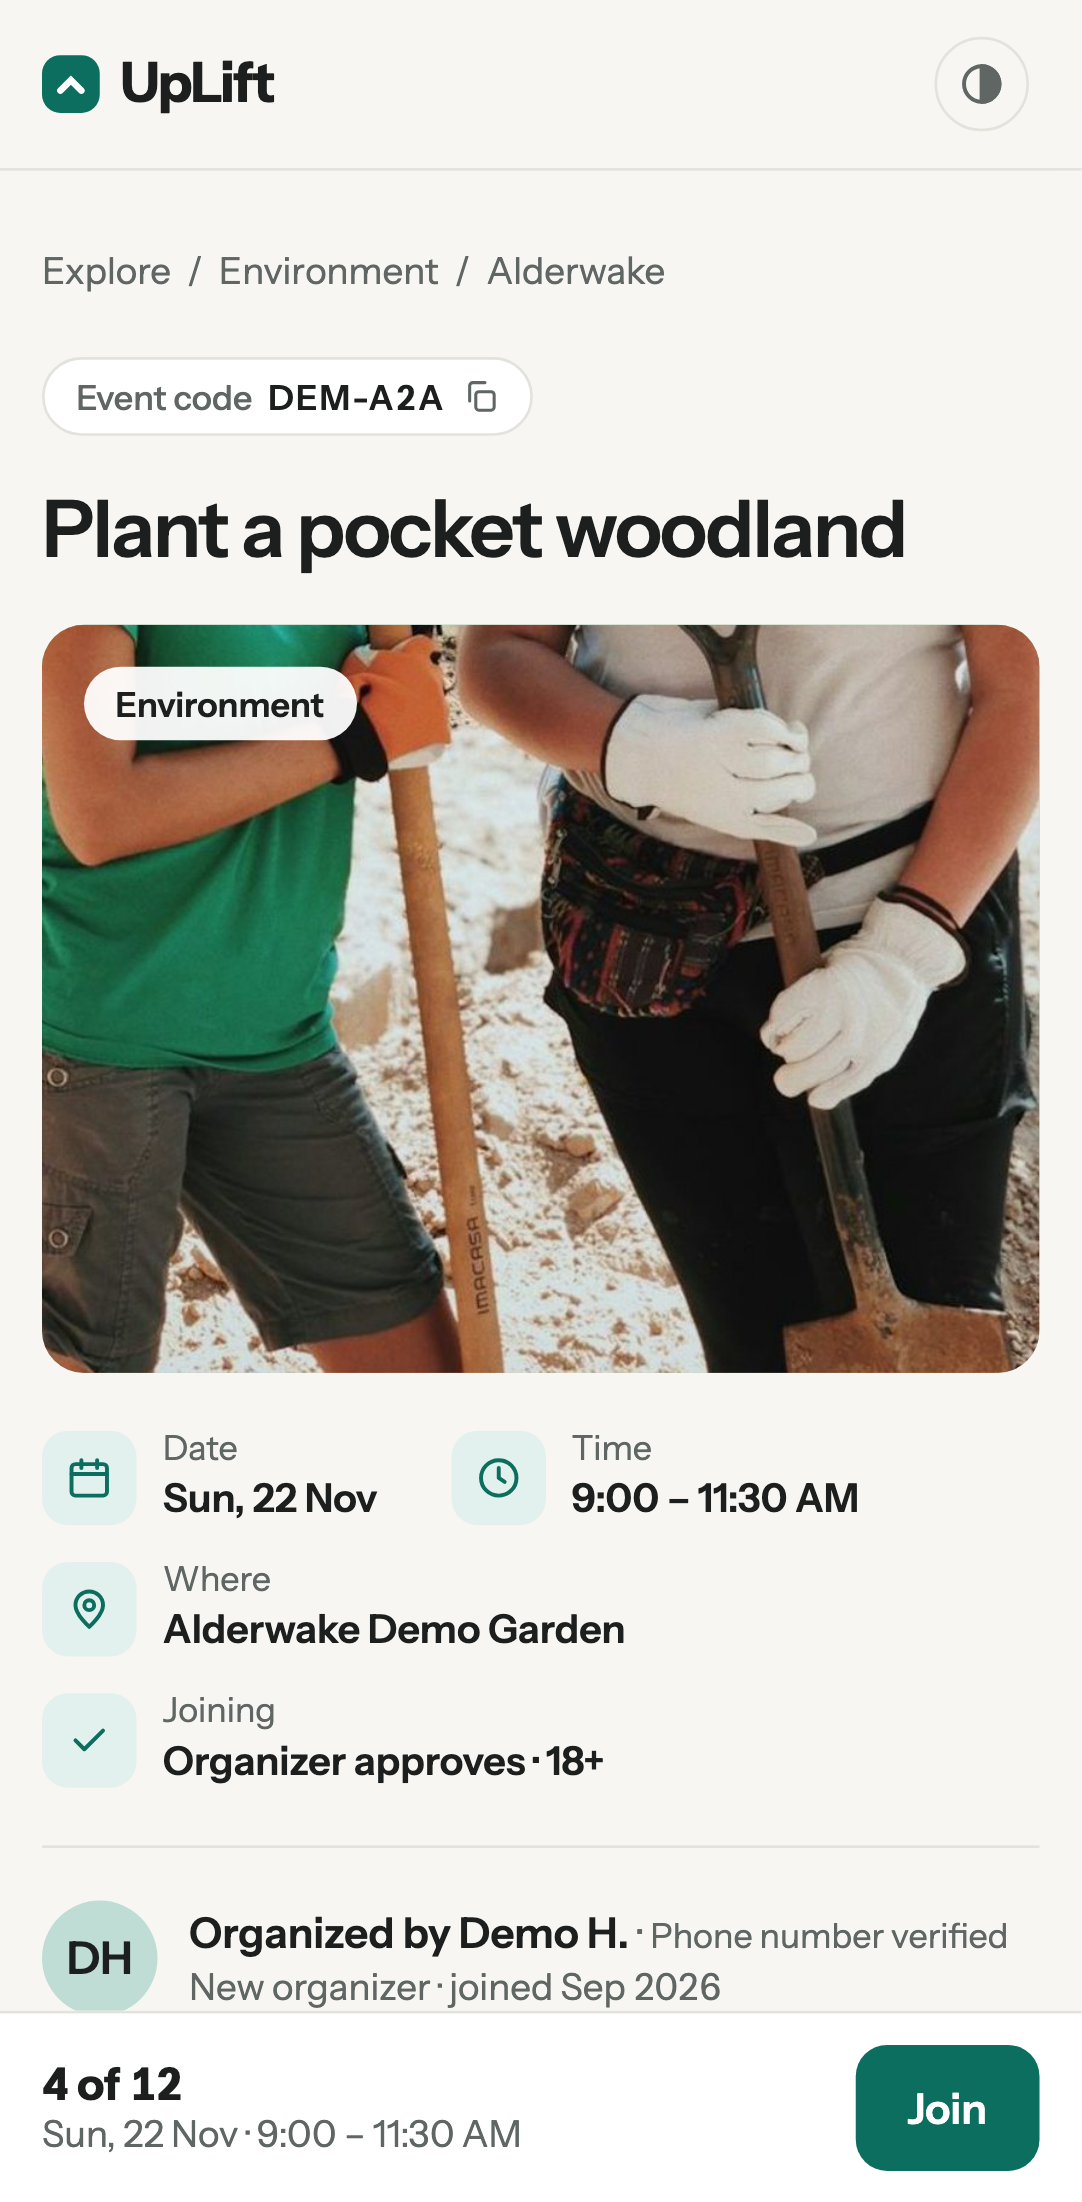 UpLift
Explore / Environment / Alderwake
Event code DEM-A2A
Plant a pocket woodland
Environment
IMACASA
Date
Sun, 22 Nov
Time
9:00 – 11:30 AM
Where
Alderwake Demo Garden
Joining
Organizer approves · 18+
DH
Organized by Demo H. · Phone number verified
New organizer · joined Sep 2026
4 of 12
Sun, 22 Nov · 9:00 – 11:30 AM
Join